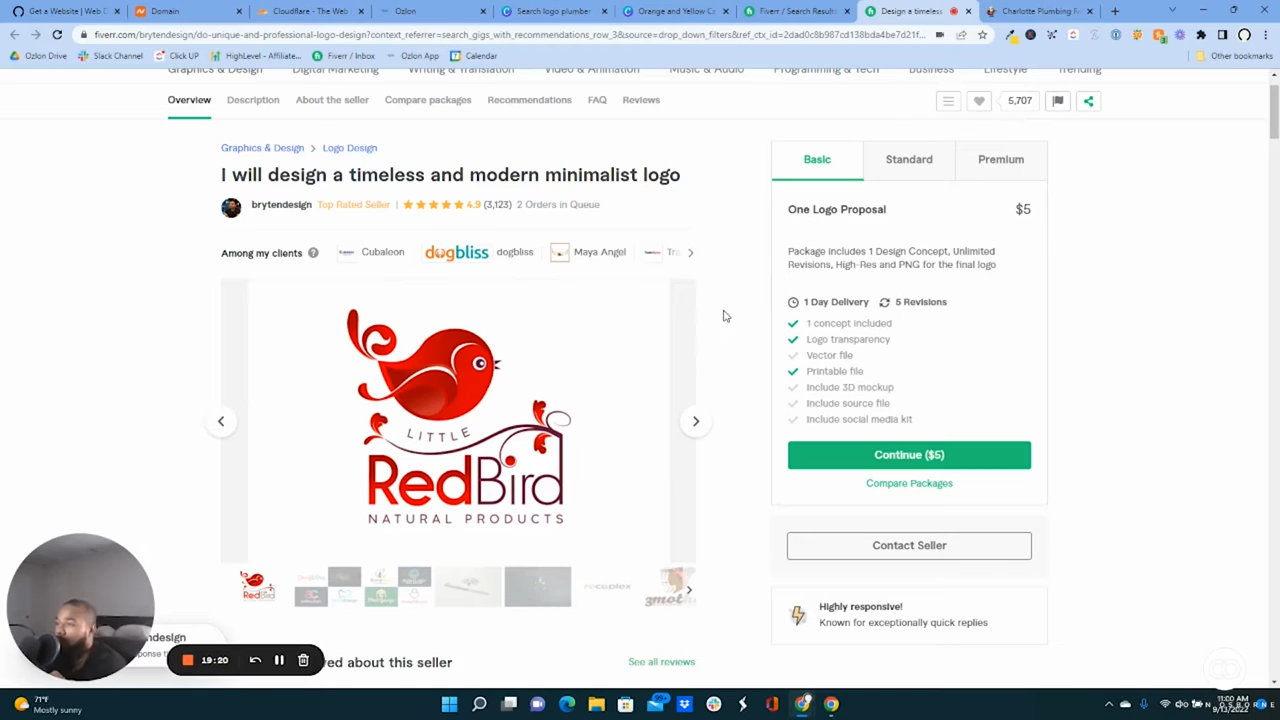 Get a Website | Web D
Domains
Ozlon
Search logo plumber
Orange and Yellow C
Fiverr / Search Results
Design a timeless
Charlotte Plumbing R
fiverr.com/brytendesign/do-unique-and-professional-logo-design?context_referrer=search_gigs_with_recommendations_row_3&source=drop_down_filters&ref_ctx_id=2dad0c8b987cd138bda4be7d21f...
Ozlon Drive
Slack Channel
Click UP
HighLevel - Affiliate...
Fiverr / Inbox
Ozlon App
Calendar
Other bookmarks
Graphics & Design
Digital Marketing
Writing & Translation
Video & Animation
Music & Audio
Programming & Tech
Business
Lifestyle
Trending
Overview
Description
About the seller
Compare packages
Recommendations
FAQ
Reviews
5,707
Graphics & Design > Logo Design
I will design a timeless and modern minimalist logo
brytendesign Top Rated Seller | 4.9 (3,123) 2 Orders in Queue
Among my clients
Cubaleon
dogbliss
dogbliss
Maya Angel
LITTLE
RedBird
NATURAL PRODUCTS
Basic
Standard
Premium
One Logo Proposal
$5
Package includes 1 Design Concept, Unlimited
Revisions, High-Res and PNG for the final logo
1 Day Delivery
5 Revisions
1 concept included
Logo transparency
Vector file
Printable file
Include 3D mockup
Include source file
Include social media kit
Continue ($5)
Compare Packages
Contact Seller
Highly responsive!
Known for exceptionally quick replies
about this seller
See all reviews
19:20
71°F
Mostly sunny
99+
11:00 AM